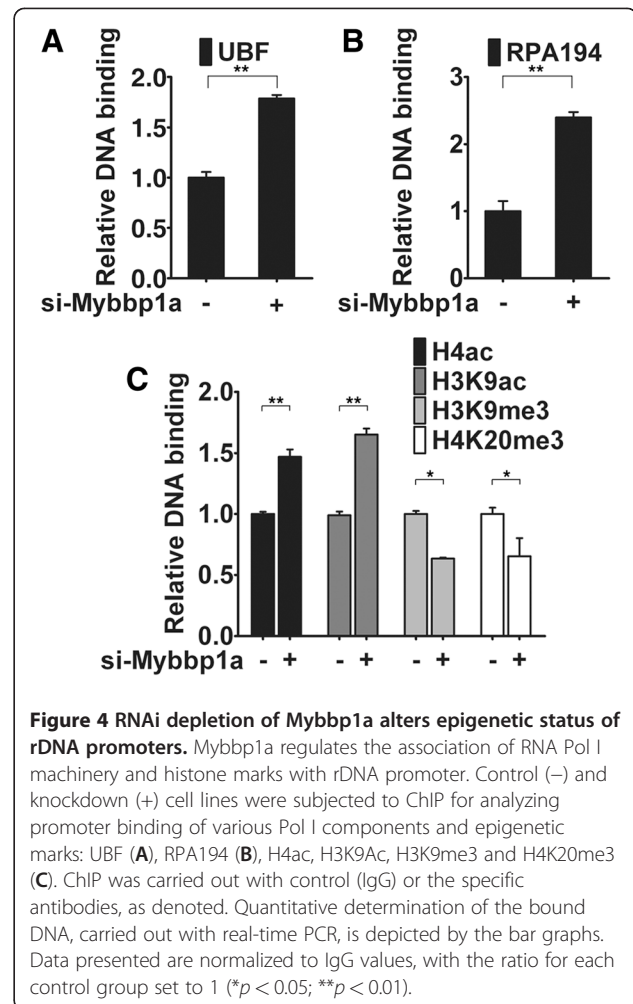 A
UBF
**
Relative DNA binding
2.0
1.5
1.0
0.5
0.0
si-Mybbp1a - +
B
RPA194
**
Relative DNA binding
3
2
1
0
si-Mybbp1a - +
C
H4ac
H3K9ac
H3K9me3
H4K20me3
Relative DNA binding
2.0
1.5
1.0
0.5
0.0
** ** * *
si-Mybbp1a - + - + - + - +
Figure 4 RNAi depletion of Mybbp1a alters epigenetic status of
rDNA promoters. Mybbp1a regulates the association of RNA Pol I
machinery and histone marks with rDNA promoter. Control (−) and
knockdown (+) cell lines were subjected to ChIP for analyzing
promoter binding of various Pol I components and epigenetic
marks: UBF (A), RPA194 (B), H4ac, H3K9Ac, H3K9me3 and H4K20me3
(C). ChIP was carried out with control (IgG) or the specific
antibodies, as denoted. Quantitative determination of the bound
DNA, carried out with real-time PCR, is depicted by the bar graphs.
Data presented are normalized to IgG values, with the ratio for each
control group set to 1 (*p < 0.05; **p < 0.01).